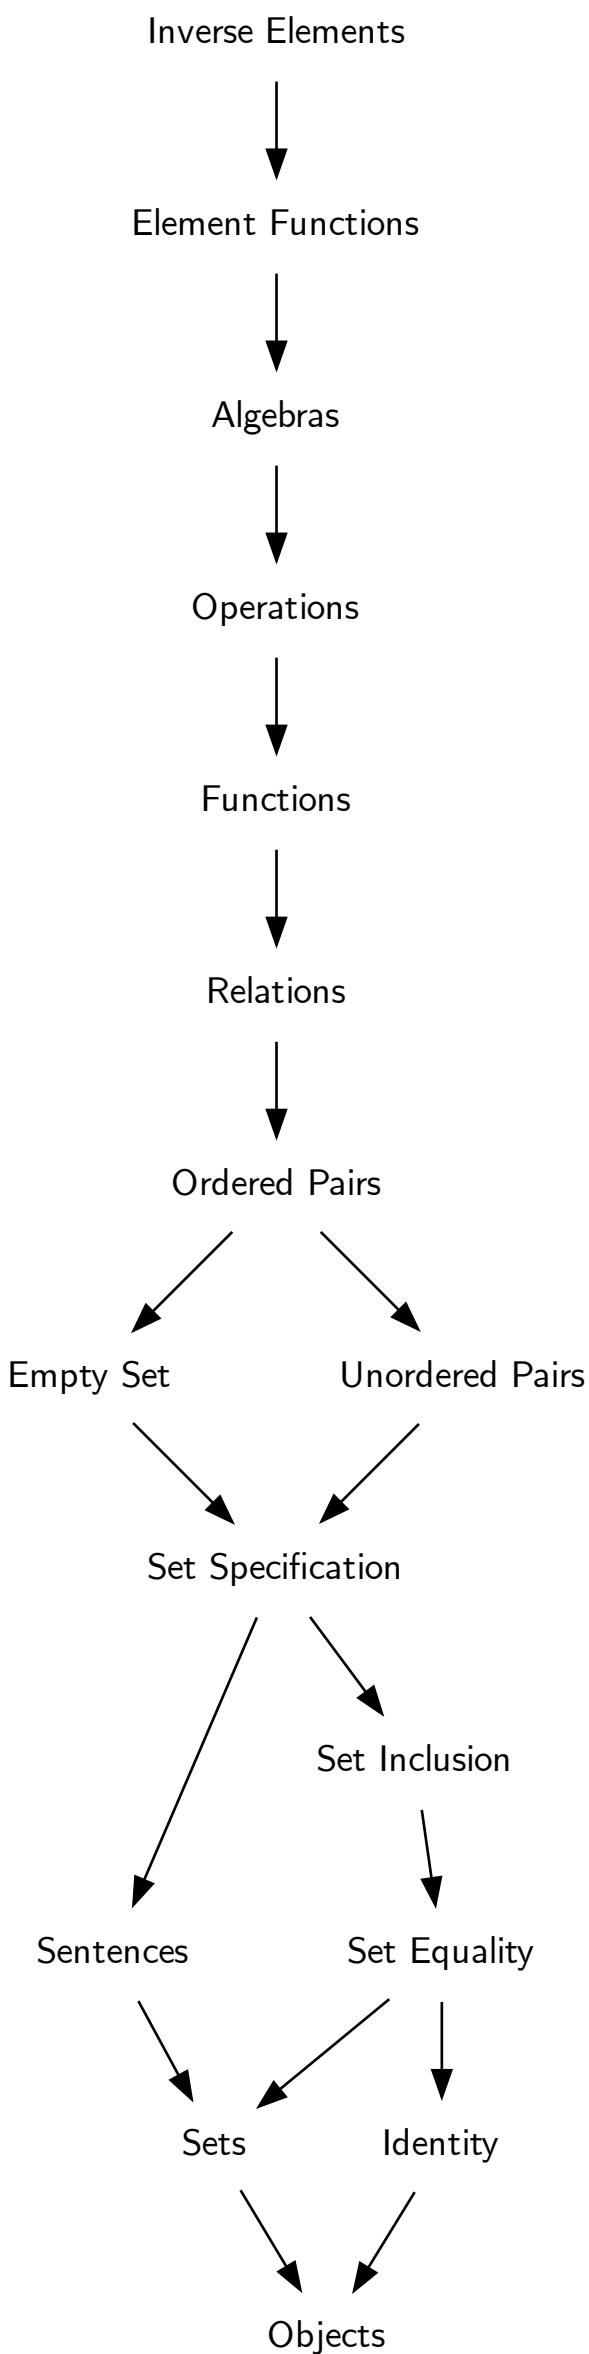 Inverse Elements
Element Functions
Algebras
Operations
Functions
Relations
Ordered Pairs
Empty Set
Unordered Pairs
Set Specification
Set Inclusion
Sentences
Set Equality
Sets
Identity
Objects